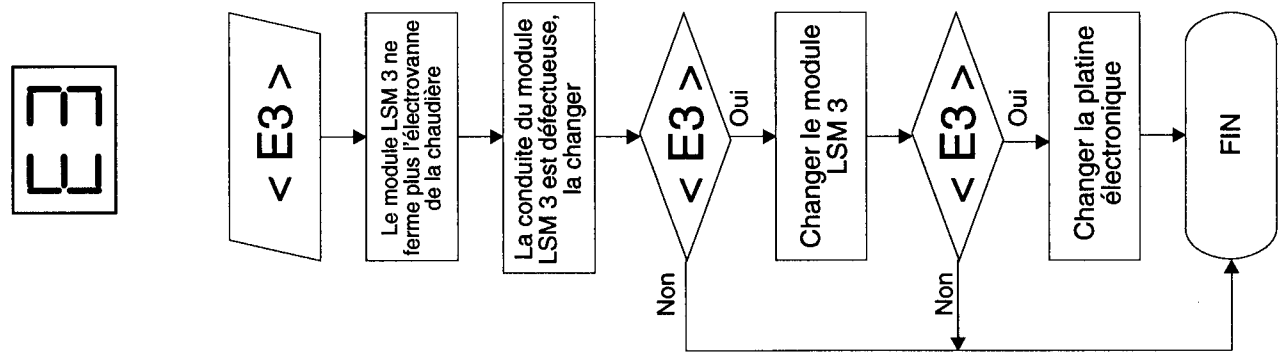 E3
< E3 >
Le module LSM 3 ne
ferme plus l'électrovanne
de la chaudière
La conduite du module
LSM 3 est défectueuse,
la changer
< E3 >
Non
Oui
Changer le module
LSM 3
< E3 >
Non
Oui
Changer la platine
électronique
FIN